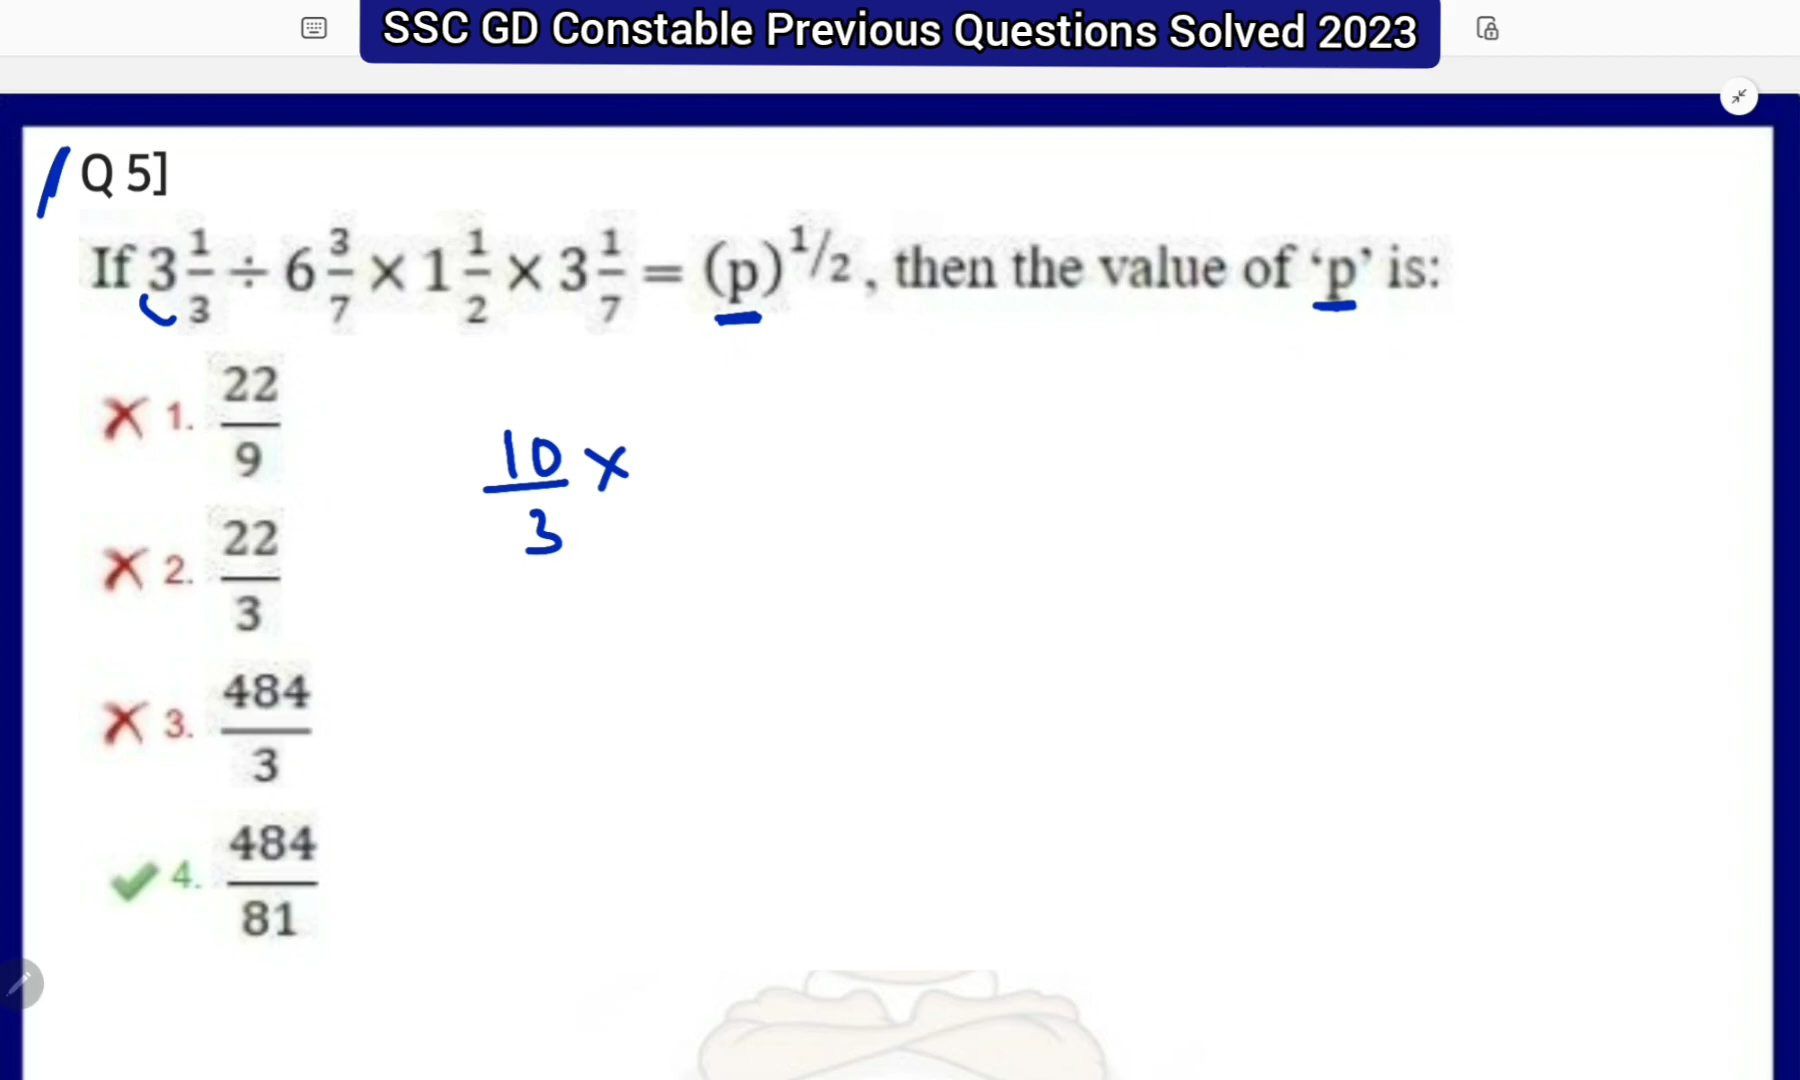 SSC GD Constable Previous Questions Solved 2023
Q 5]
If 3 1/3 ÷ 6 3/7 × 1 1/2 × 3 1/7 = (p)^1/2, then the value of ‘p’ is:
1. 22/9
2. 22/3
3. 484/3
4. 484/81
10/3 ×